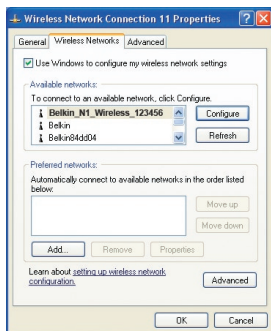 Wireless Network Connection 11 Properties
General Wireless Networks Advanced
Use Windows to configure my wireless network settings
Available networks:
To connect to an available network, click Configure.
Belkin_N1_Wireless_123456
Configure
Belkin
Belkin84dd04
Refresh
Preferred networks:
Automatically connect to available networks in the order listed
below:
Move up
Move down
Add... Remove Properties
Learn about setting up wireless network
configuration.
Advanced
OK Cancel